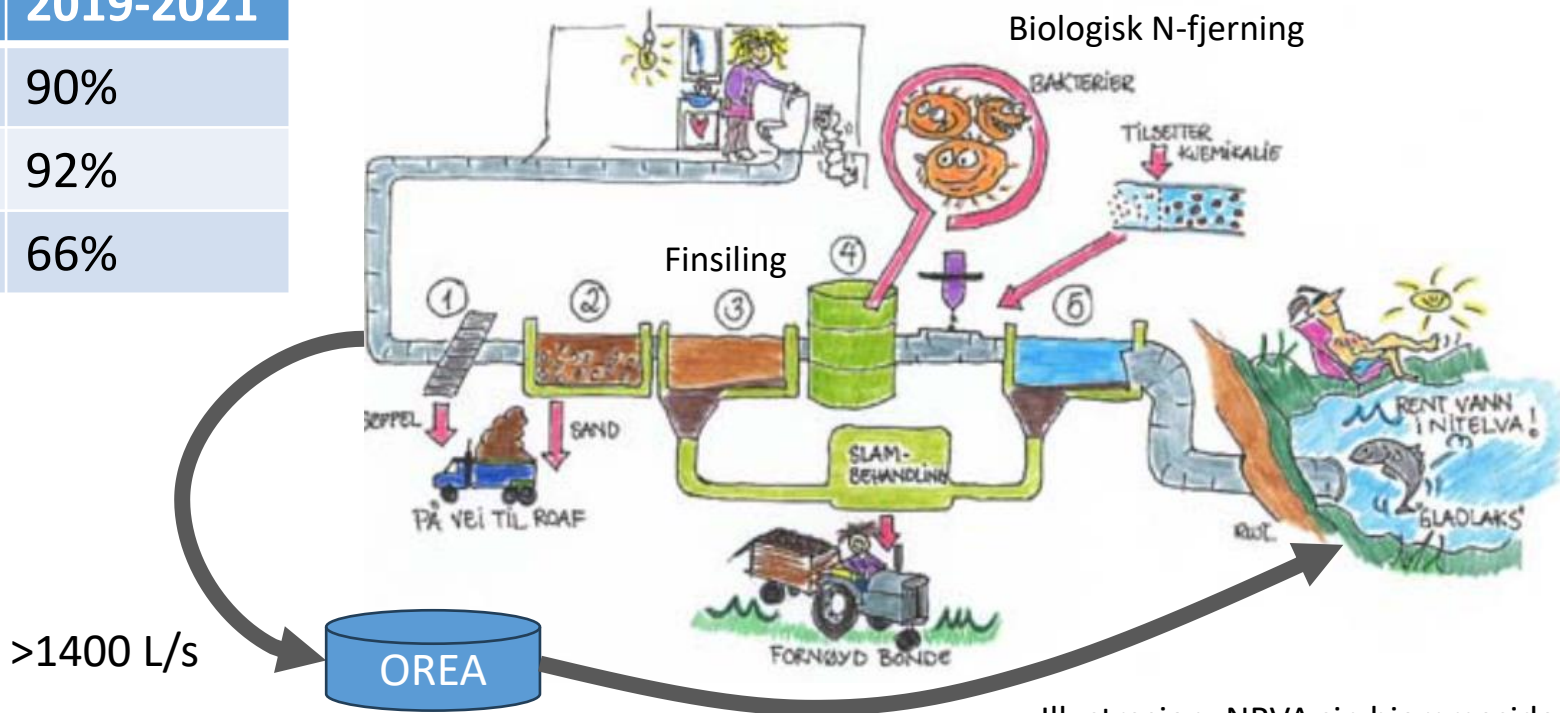 2019-2021
90%
92%
66%
Biologisk N-fjerning
BAKTERIER
TILSETTER
KJEMIKALIE
Finsiling
1
2
3
4
5
SØPPEL
SAND
PÅ VEI TIL ROAF
SLAM-
BEHANDLING
FORNØYD BONDE
RENT VANN
I NITELVA!
"GLADLAKS"
>1400 L/s
OREA